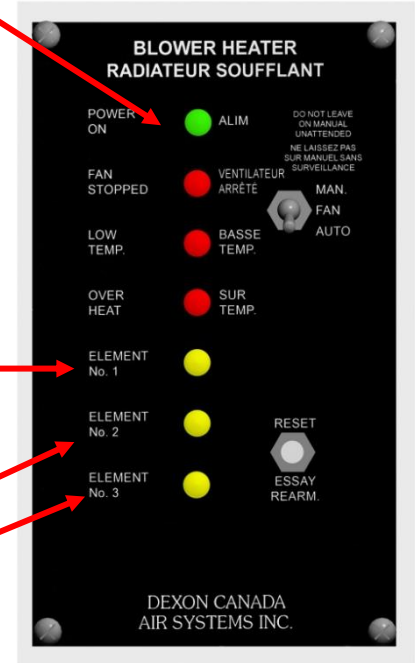 BLOWER HEATER
RADIATEUR SOUFFLANT
POWER
ON
ALIM
DO NOT LEAVE
ON MANUAL
UNATTENDED
NE LAISSEZ PAS
SUR MANUEL SANS
SURVEILLANCE
FAN
STOPPED
VENTILATEUR
ARRÊTÉ
MAN.
FAN
AUTO
LOW
TEMP.
BASSE
TEMP.
OVER
HEAT
SUR
TEMP.
ELEMENT
No. 1
ELEMENT
No. 2
RESET
ELEMENT
No. 3
ESSAY
REARM.
DEXON CANADA
AIR SYSTEMS INC.